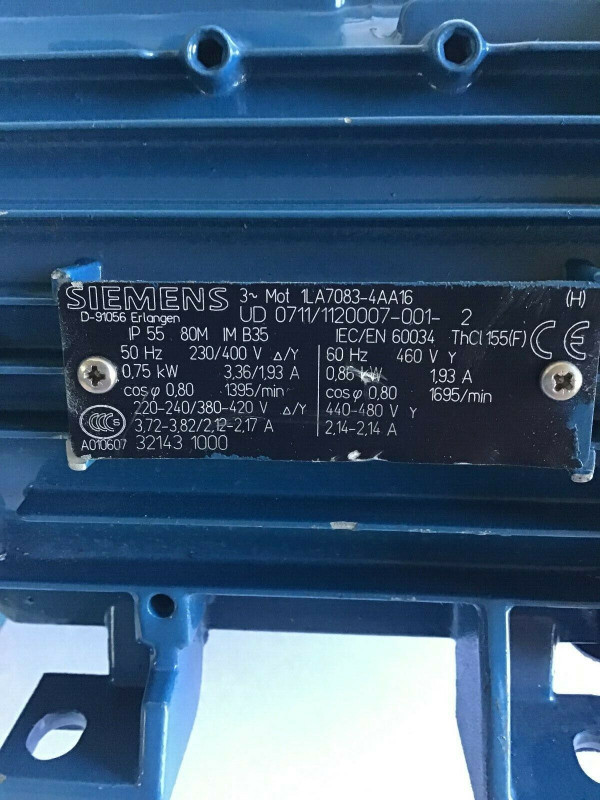 SIEMENS 3~ Mot 1LA7083-4AA16 (H)
D-91056 Erlangen UD 0711/1120007-001- 2
IP 55 80M IM B35 IEC/EN 60034 ThCl 155(F) CE
50 Hz 230/400 V Δ/Y 60 Hz 460 V Y
0,75 kW 3,36/1,93 A 0,86 kW 1,93 A
cos φ 0,80 1395/min cos φ 0,80 1695/min
220-240/380-420 V Δ/Y 440-480 V Y
3,72-3,82/2,12-2,17 A 2,14-2,14 A
CCC S
A010607 32143 1000